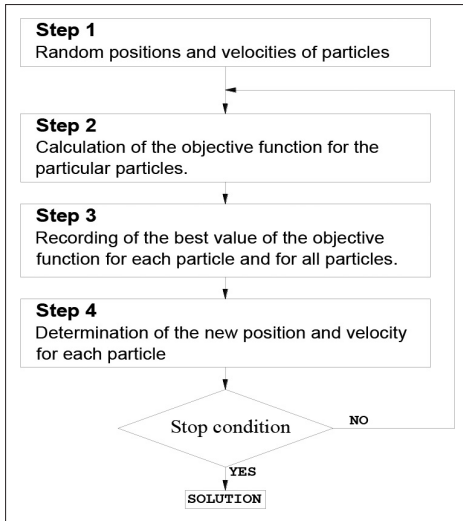 Step 1
Random positions and velocities of particles
Step 2
Calculation of the objective function for the
particular particles.
Step 3
Recording of the best value of the objective
function for each particle and for all particles.
Step 4
Determination of the new position and velocity
for each particle
Stop condition
NO
YES
SOLUTION